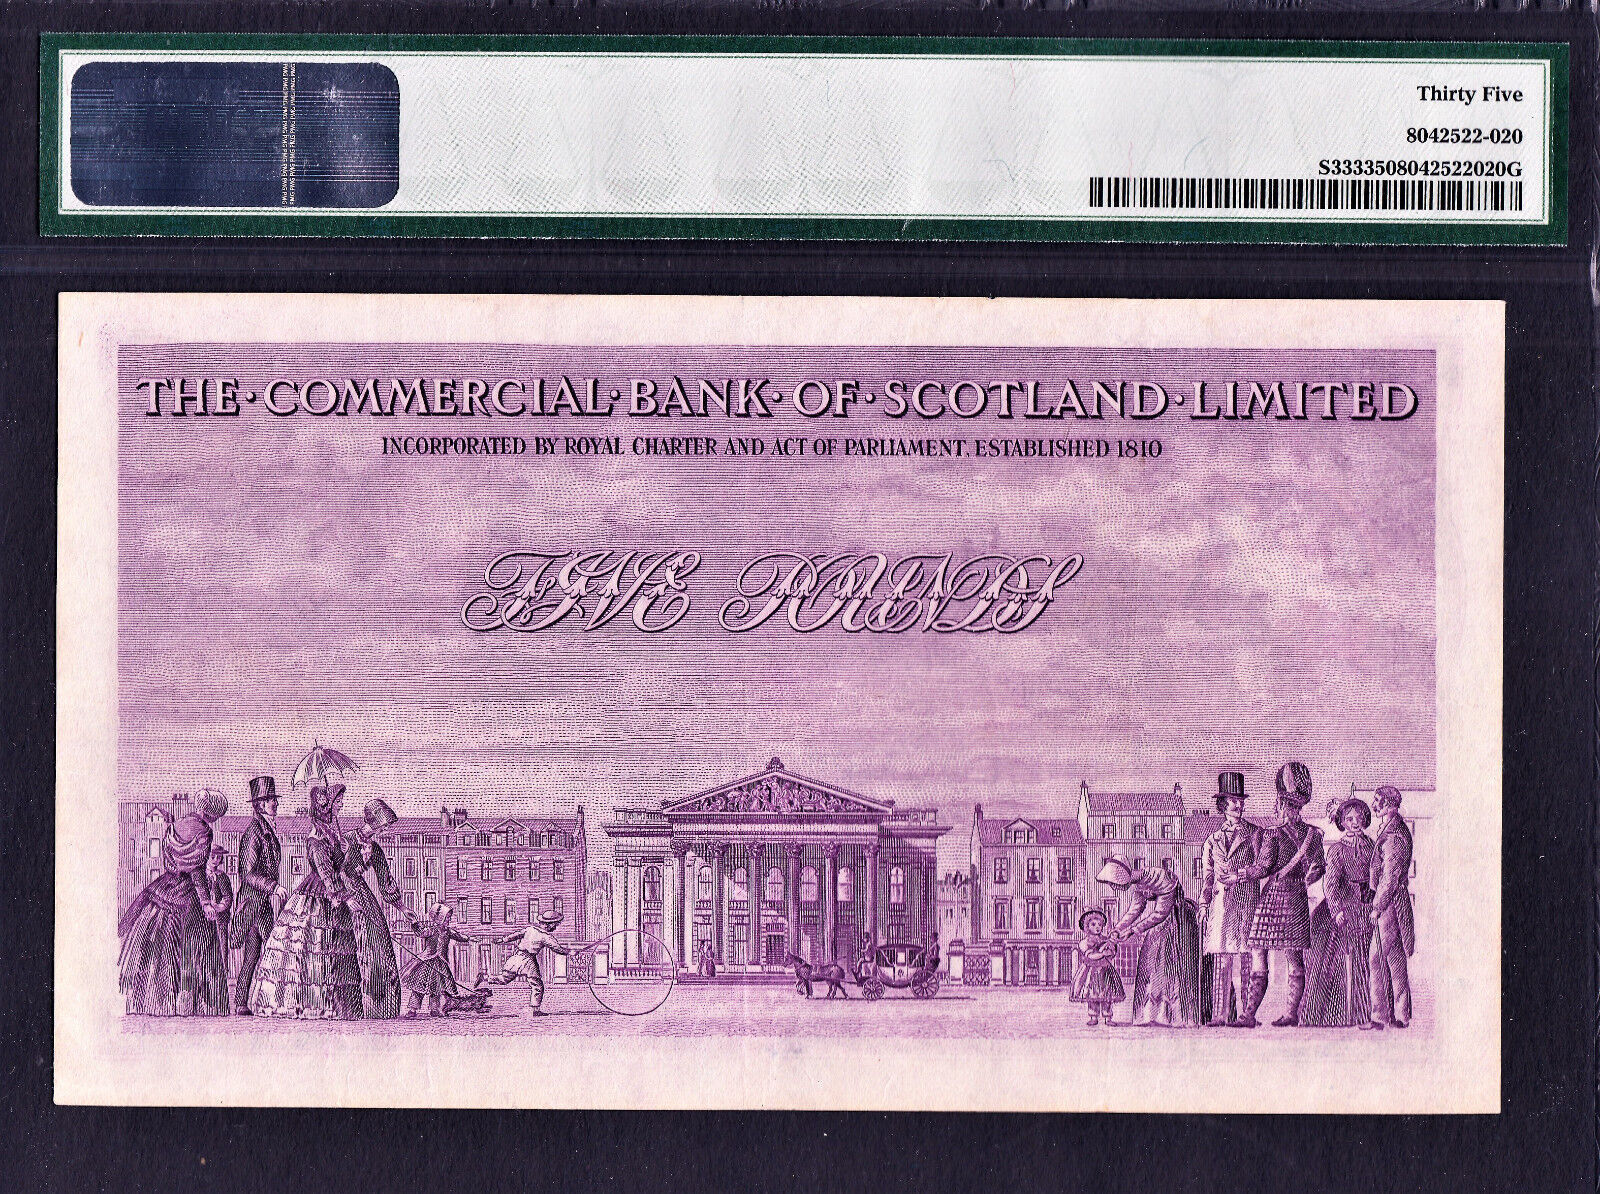 Thirty Five
8042522-020
S3333508042522020G
THE·COMMERCIAL·BANK·OF·SCOTLAND·LIMITED
INCORPORATED BY ROYAL CHARTER AND ACT OF PARLIAMENT, ESTABLISHED 1810
FIVE POUNDS